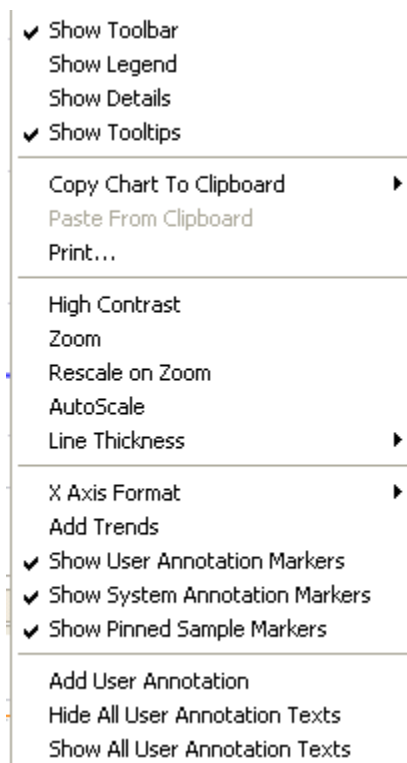 Show Toolbar
Show Legend
Show Details
Show Tooltips
Copy Chart To Clipboard
Paste From Clipboard
Print...
High Contrast
Zoom
Rescale on Zoom
AutoScale
Line Thickness
X Axis Format
Add Trends
Show User Annotation Markers
Show System Annotation Markers
Show Pinned Sample Markers
Add User Annotation
Hide All User Annotation Texts
Show All User Annotation Texts